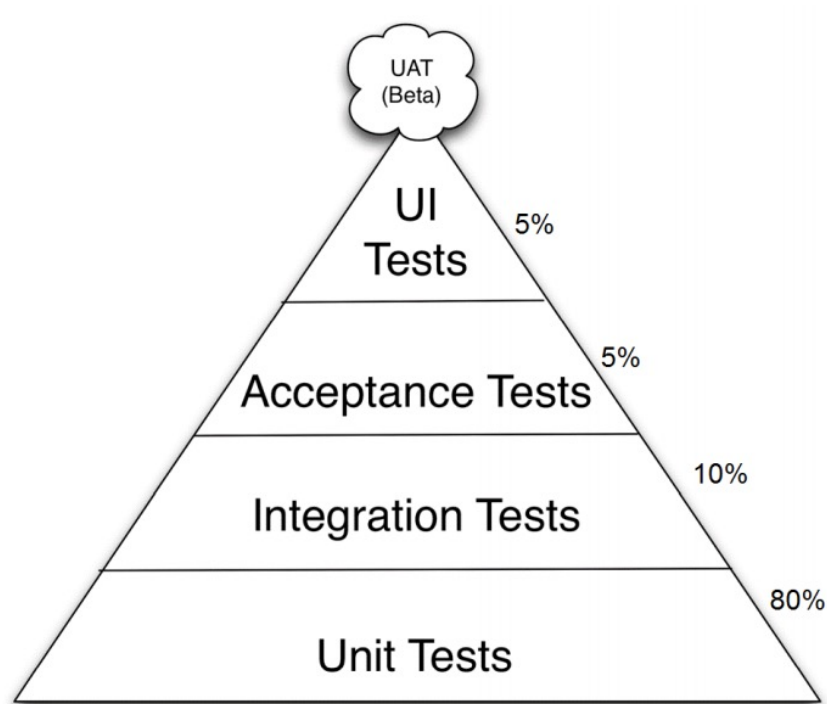 UAT
(Beta)
UI
Tests
5%
5%
Acceptance Tests
10%
Integration Tests
80%
Unit Tests